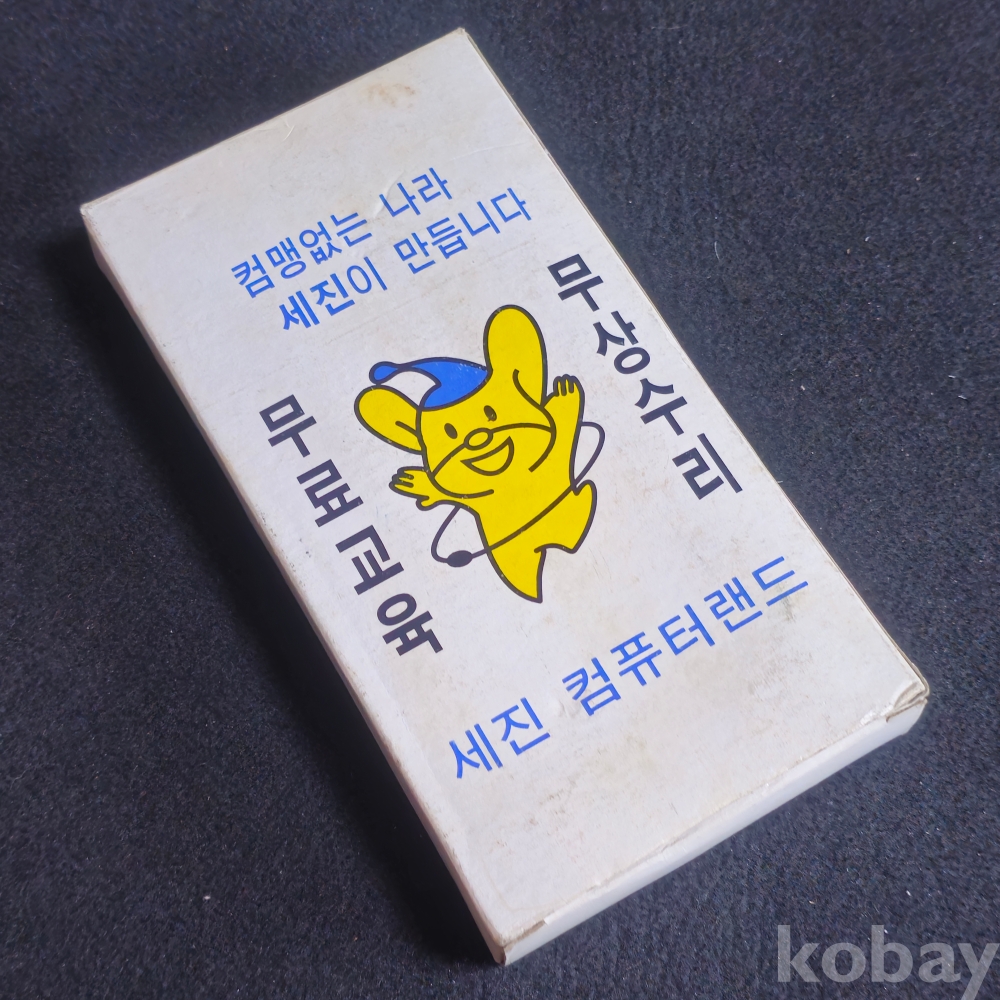 컴맹없는 나라
세진이 만듭니다
무상수리
무료교육
세진 컴퓨터랜드
kobay